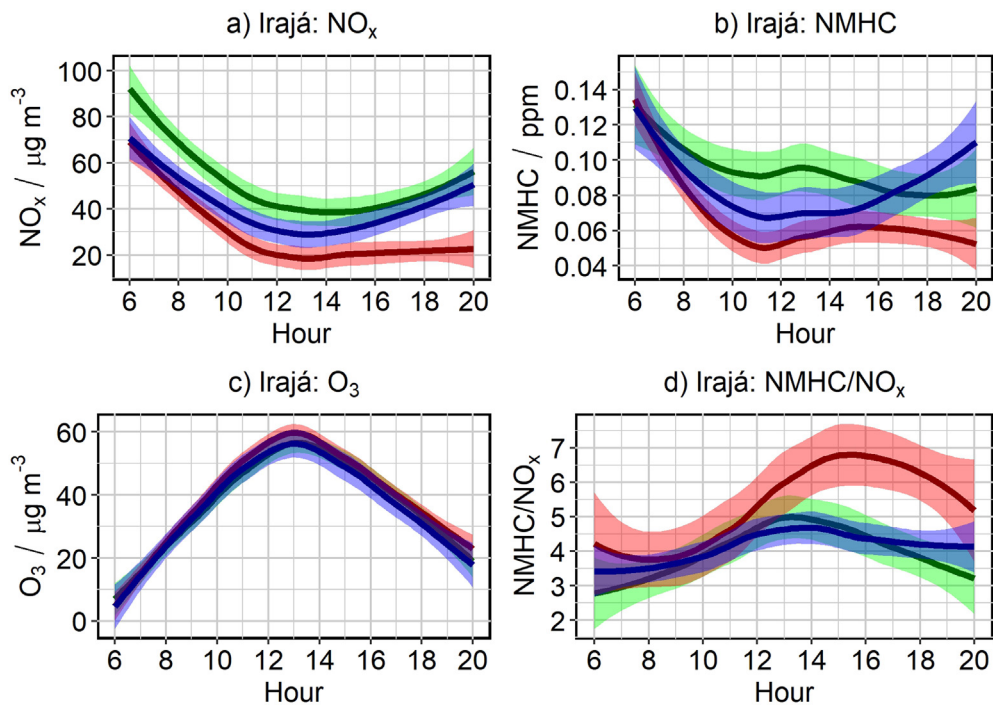 a) Irajá: NOₓ
NOₓ / μg m⁻³
100
80
60
40
20
6 8 10 12 14 16 18 20
Hour
b) Irajá: NMHC
NMHC / ppm
0.14
0.12
0.10
0.08
0.06
0.04
6 8 10 12 14 16 18 20
Hour
c) Irajá: O₃
O₃ / μg m⁻³
60
40
20
0
6 8 10 12 14 16 18 20
Hour
d) Irajá: NMHC/NOₓ
NMHC/NOₓ
7
6
5
4
3
2
6 8 10 12 14 16 18 20
Hour